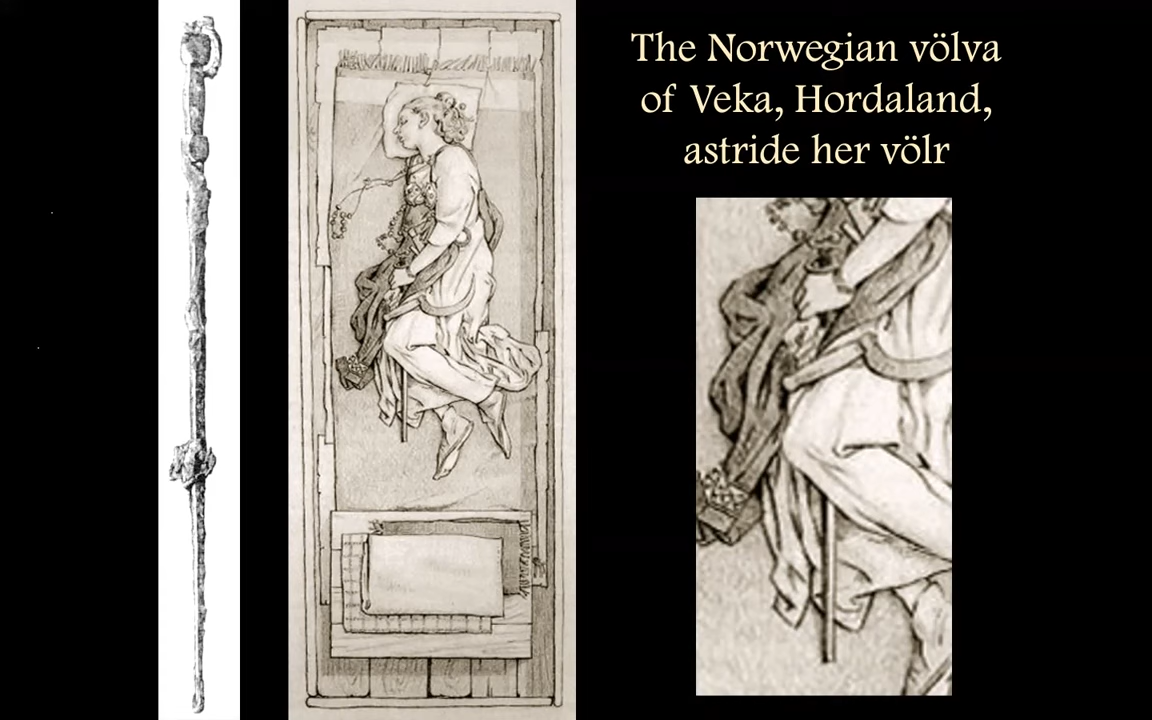 The Norwegian völva
of Veka, Hordaland,
astride her völr